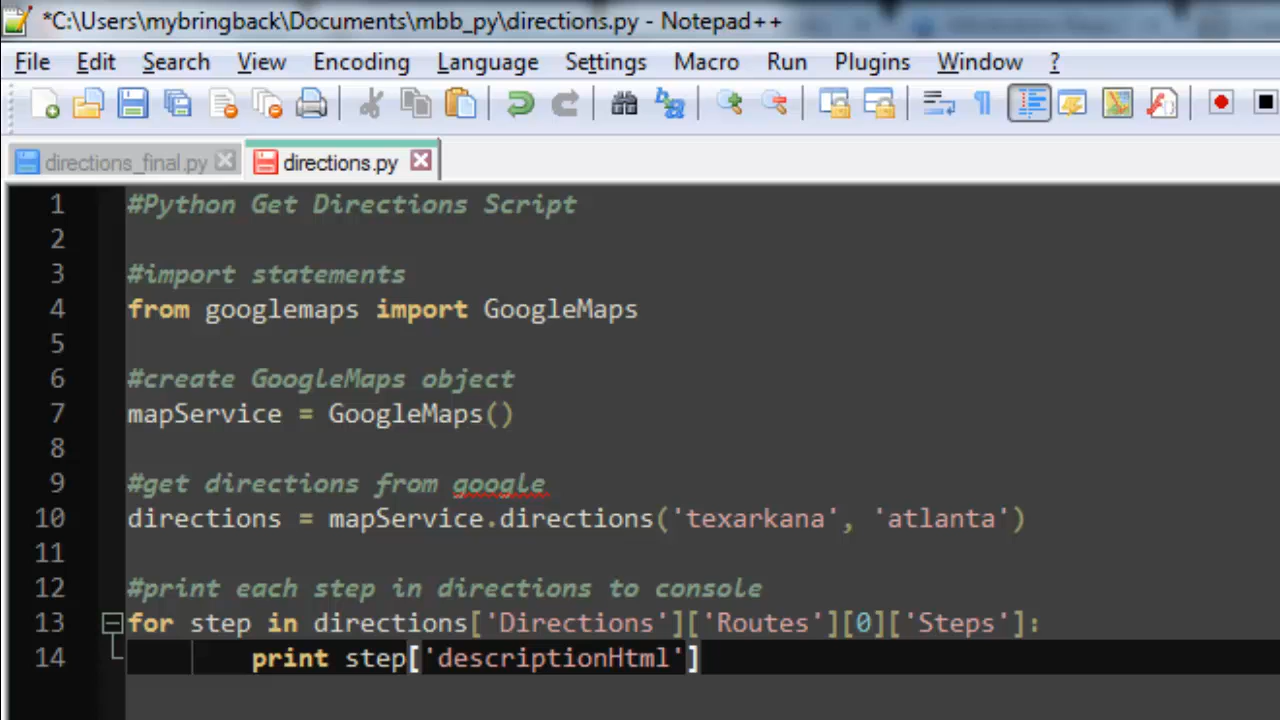 *C:\Users\mybringback\Documents\mbb_py\directions.py - Notepad++
File Edit Search View Encoding Language Settings Macro Run Plugins Window ?
directions_final.py directions.py
1 #Python Get Directions Script
2
3 #import statements
4 from googlemaps import GoogleMaps
5
6 #create GoogleMaps object
7 mapService = GoogleMaps()
8
9 #get directions from google
10 directions = mapService.directions('texarkana', 'atlanta')
11
12 #print each step in directions to console
13 for step in directions['Directions']['Routes'][0]['Steps']:
14 print step['descriptionHtml']